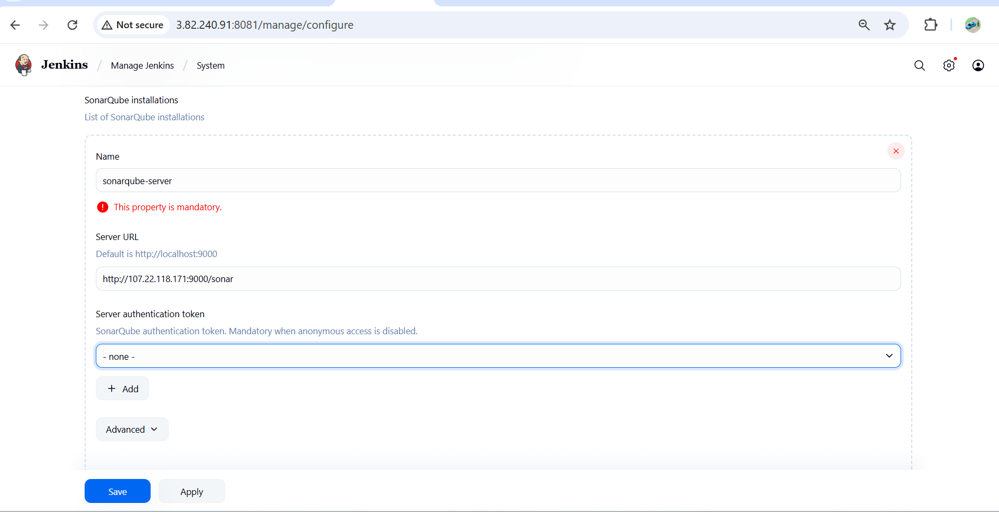 Not secure 3.82.240.91:8081/manage/configure
Jenkins / Manage Jenkins / System
SonarQube installations
List of SonarQube installations
Name
sonarqube-server
This property is mandatory.
Server URL
Default is http://localhost:9000
http://107.22.118.171:9000/sonar
Server authentication token
SonarQube authentication token. Mandatory when anonymous access is disabled.
- none -
+ Add
Advanced
Save Apply